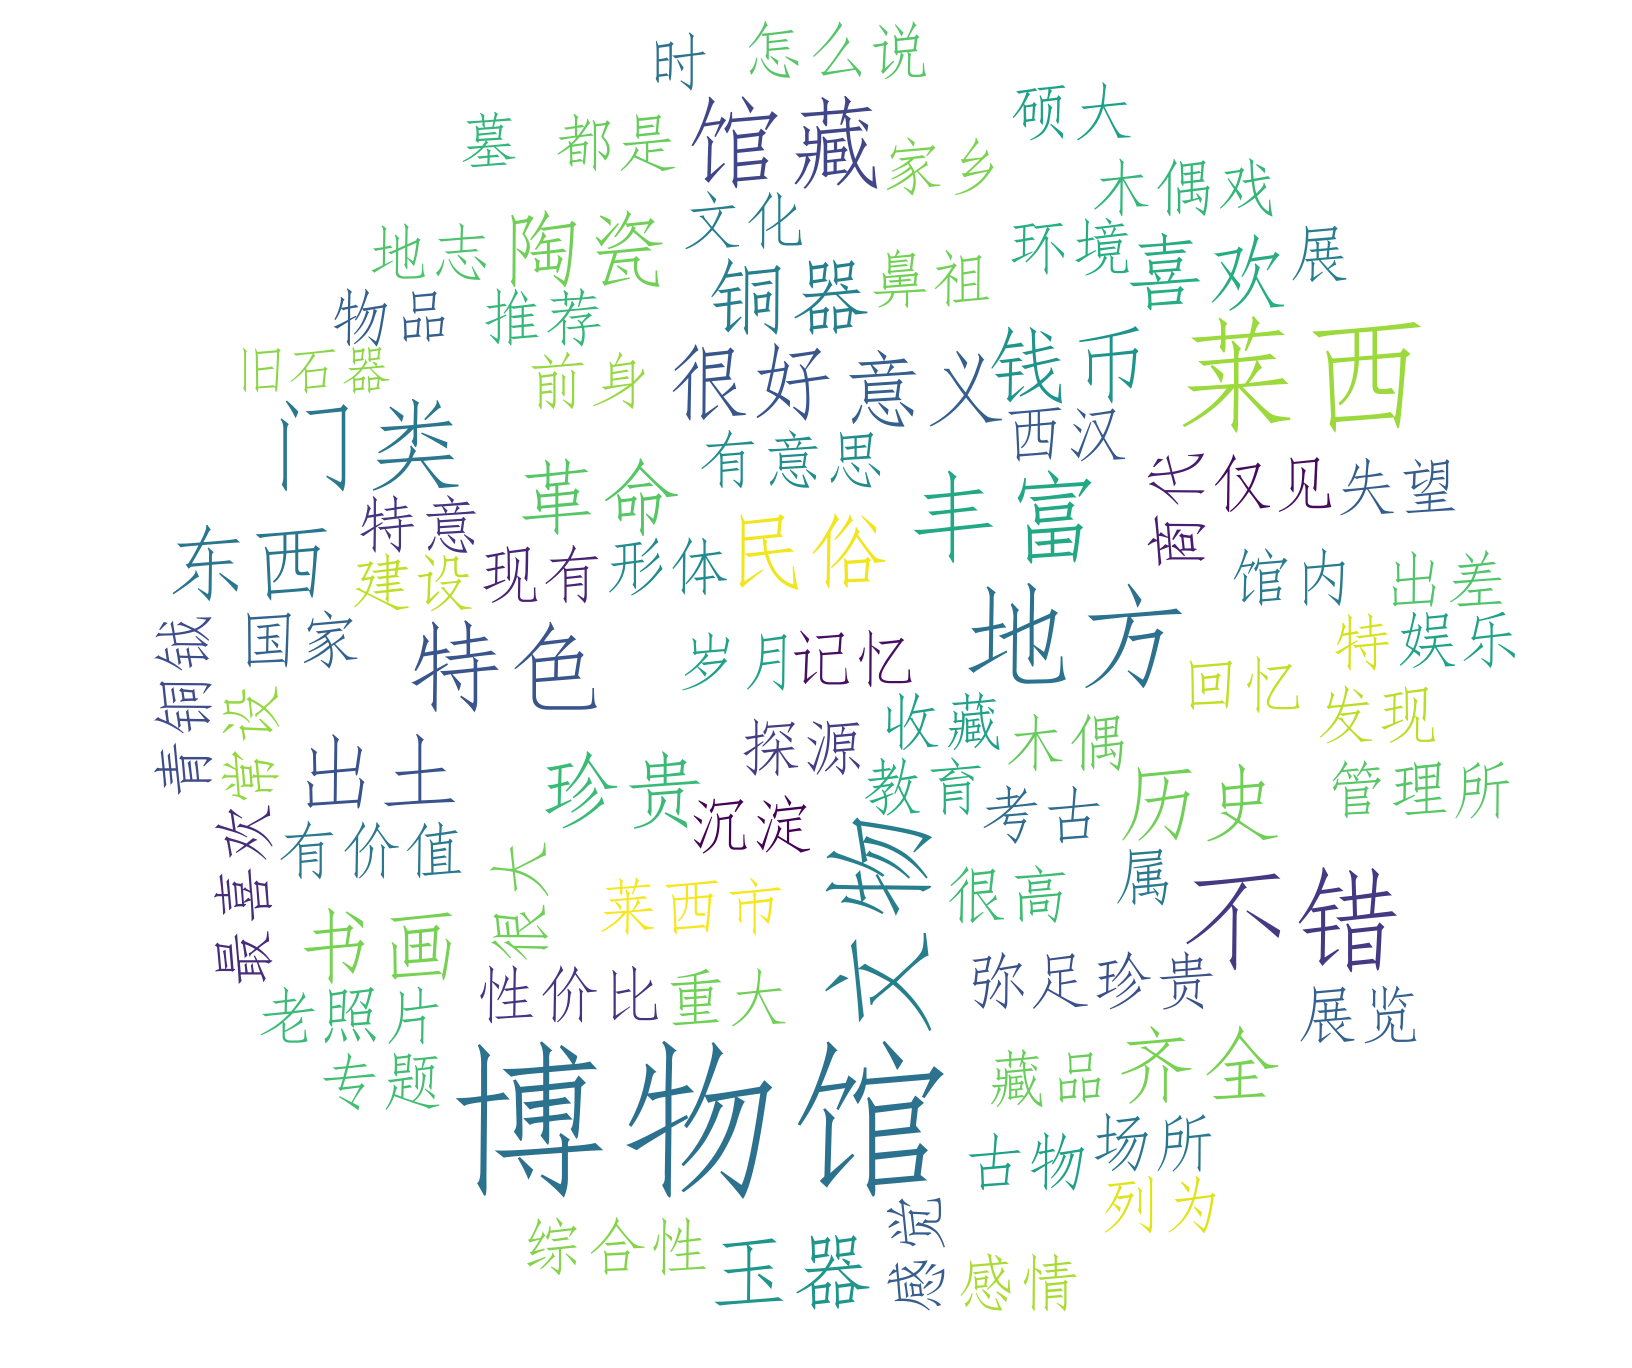 时
怎么说
馆藏
硕大
墓
都是
家乡
木偶戏
文化
陶瓷
地志
环境
喜欢
展
铜器
鼻祖
物品
推荐
钱币
莱西
旧石器
前身
很好
意义
西汉
门类
有意思
革命
丰富
商代
仅见
失望
特意
民俗
东西
建设
现有
形体
馆内
出差
地方
国家
特色
岁月
记忆
特
娱乐
回忆
青铜钺
常设
收藏
木偶
发现
探源
出土
珍贵
教育
考古
历史
管理所
沉淀
文物
最喜欢
有价值
很大
莱西市
很高
属
不错
书画
性价比
重大
弥足珍贵
展览
老照片
专题
博物馆
藏品
齐全
古物
场所
列为
综合性
玉器
感觉
感情